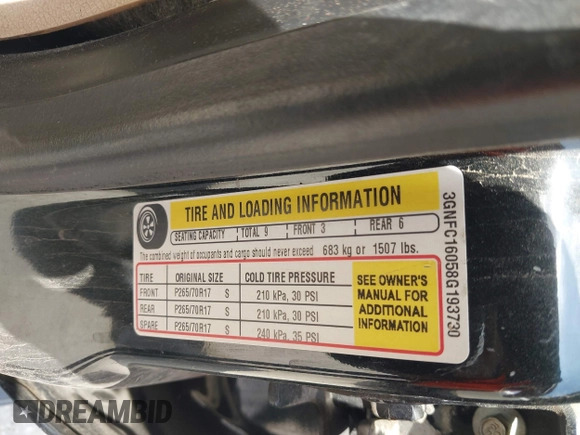 TIRE AND LOADING INFORMATION
SEATING CAPACITY TOTAL 9 FRONT 3 REAR 6
The combined weight of occupants and cargo should never exceed 683 kg or 1507 lbs.
TIRE ORIGINAL SIZE COLD TIRE PRESSURE
FRONT P265/70R17 S 210 kPa, 30 PSI
REAR P265/70R17 S 210 kPa, 30 PSI
SPARE P265/70R17 S 240 kPa, 35 PSI
SEE OWNER'S
MANUAL FOR
ADDITIONAL
INFORMATION
3GNFC16058G193730
DREAMBID